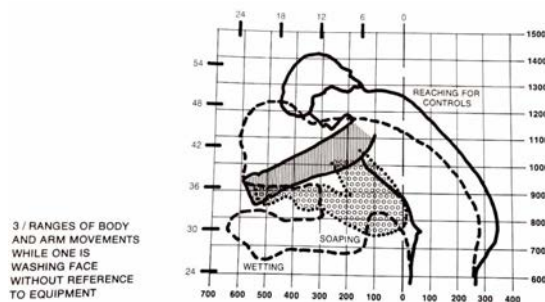 24 18 12 6 0
1500
54
1400
REACHING FOR
CONTROLS
1300
48
1200
42
1100
1000
36
900
3 / RANGES OF BODY
AND ARM MOVEMENTS
WHILE ONE IS
WASHING FACE
WITHOUT REFERENCE
TO EQUIPMENT
30
800
SOAPING
WETTING
700
24
600
700 600 500 400 300 200 100 0 100 200 300 400